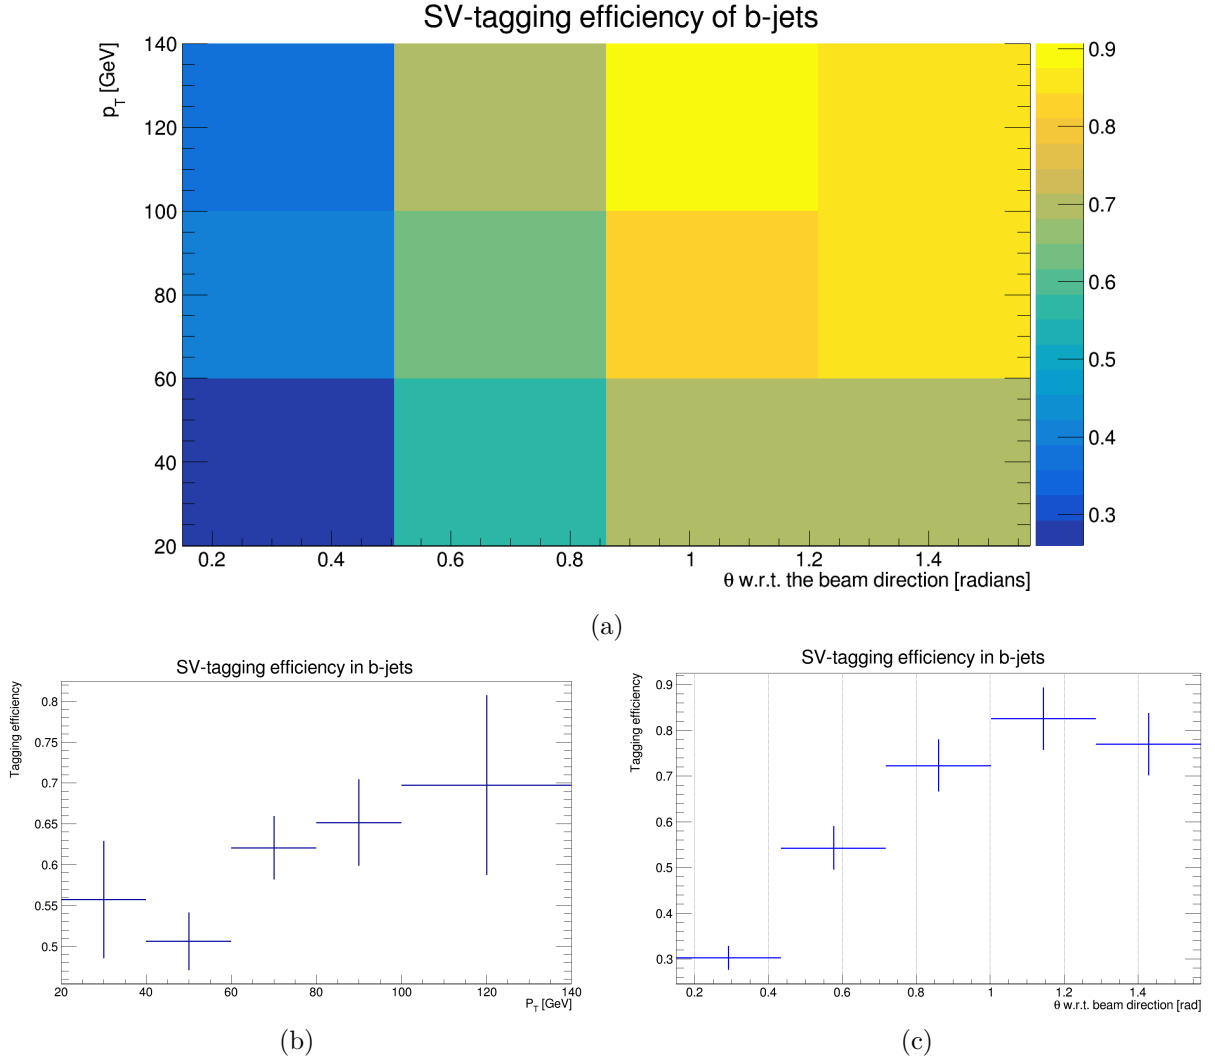 SV-tagging efficiency of b-jets
p_T [GeV]
140
120
100
80
60
40
20
0.2 0.4 0.6 0.8 1 1.2 1.4
θ w.r.t. the beam direction [radians]
0.9
0.8
0.7
0.6
0.5
0.4
0.3
(a)
SV-tagging efficiency in b-jets
Tagging efficiency
0.8
0.75
0.7
0.65
0.6
0.55
0.5
20 40 60 80 100 120 140
P_T [GeV]
(b)
SV-tagging efficiency in b-jets
Tagging efficiency
0.9
0.8
0.7
0.6
0.5
0.4
0.3
0.2 0.4 0.6 0.8 1 1.2 1.4
θ w.r.t. beam direction [rad]
(c)